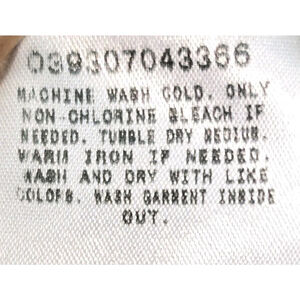 039307043366
MACHINE WASH COLD. ONLY
NON-CHLORINE BLEACH IF
NEEDED. TUMBLE DRY MEDIUM.
WARM IRON IF NEEDED.
WASH AND DRY WITH LIKE
COLORS. WASH GARMENT INSIDE
OUT.